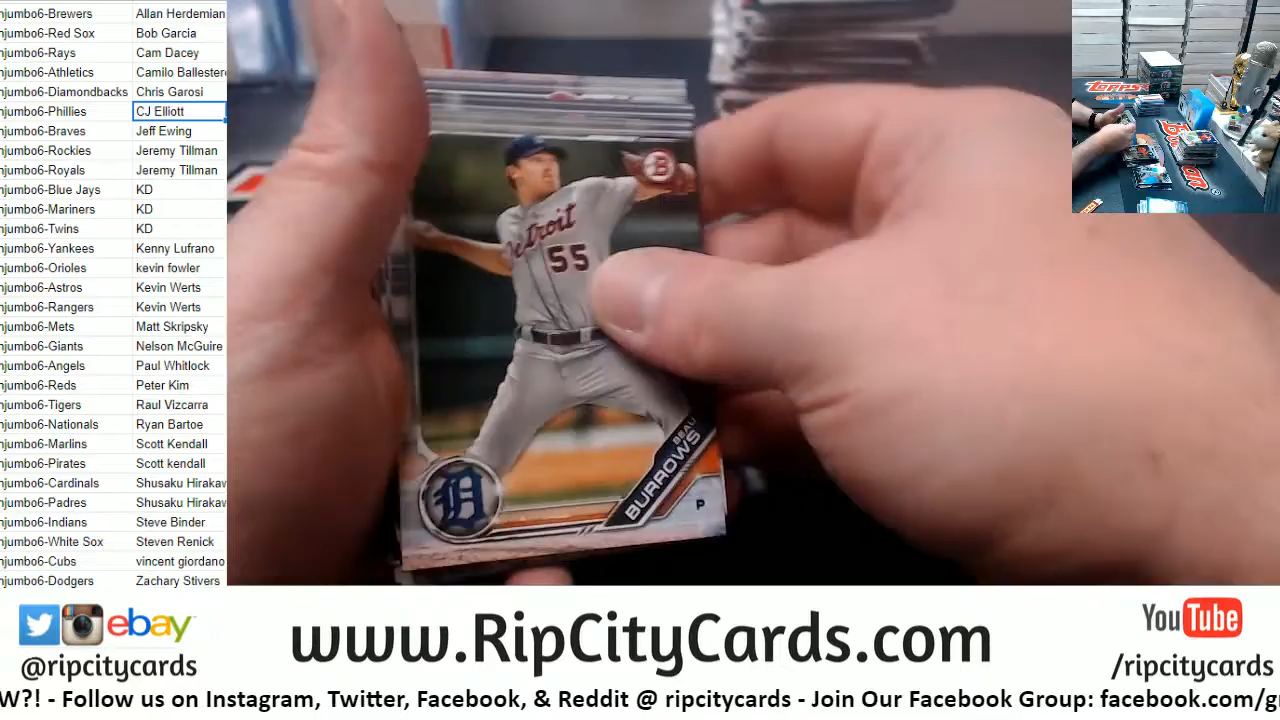 njumbo6-Brewers Allan Herdemian
njumbo6-Red Sox Bob Garcia
njumbo6-Rays Cam Dacey
njumbo6-Athletics Camilo Ballester
njumbo6-Diamondbacks Chris Garosi
njumbo6-Phillies CJ Elliott
njumbo6-Braves Jeff Ewing
njumbo6-Rockies Jeremy Tillman
njumbo6-Royals Jeremy Tillman
njumbo6-Blue Jays KD
njumbo6-Mariners KD
njumbo6-Twins KD
njumbo6-Yankees Kenny Lufrano
njumbo6-Orioles kevin fowler
njumbo6-Astros Kevin Werts
njumbo6-Rangers Kevin Werts
njumbo6-Mets Matt Skripsky
njumbo6-Giants Nelson McGuire
njumbo6-Angels Paul Whitlock
njumbo6-Reds Peter Kim
njumbo6-Tigers Raul Vizcarra
njumbo6-Nationals Ryan Bartoe
njumbo6-Marlins Scott Kendall
njumbo6-Pirates Scott kendall
njumbo6-Cardinals Shusaku Hirakaw
njumbo6-Padres Shusaku Hirakaw
njumbo6-Indians Steve Binder
njumbo6-White Sox Steven Renick
njumbo6-Cubs vincent giordano
njumbo6-Dodgers Zachary Stivers
B
Detroit
55
BEAU
BURROWS
P
D
TOPPS
ebay
@ripcitycards
www.RipCityCards.com
YouTube
/ripcitycards
W?! - Follow us on Instagram, Twitter, Facebook, & Reddit @ ripcitycards - Join Our Facebook Group: facebook.com/g